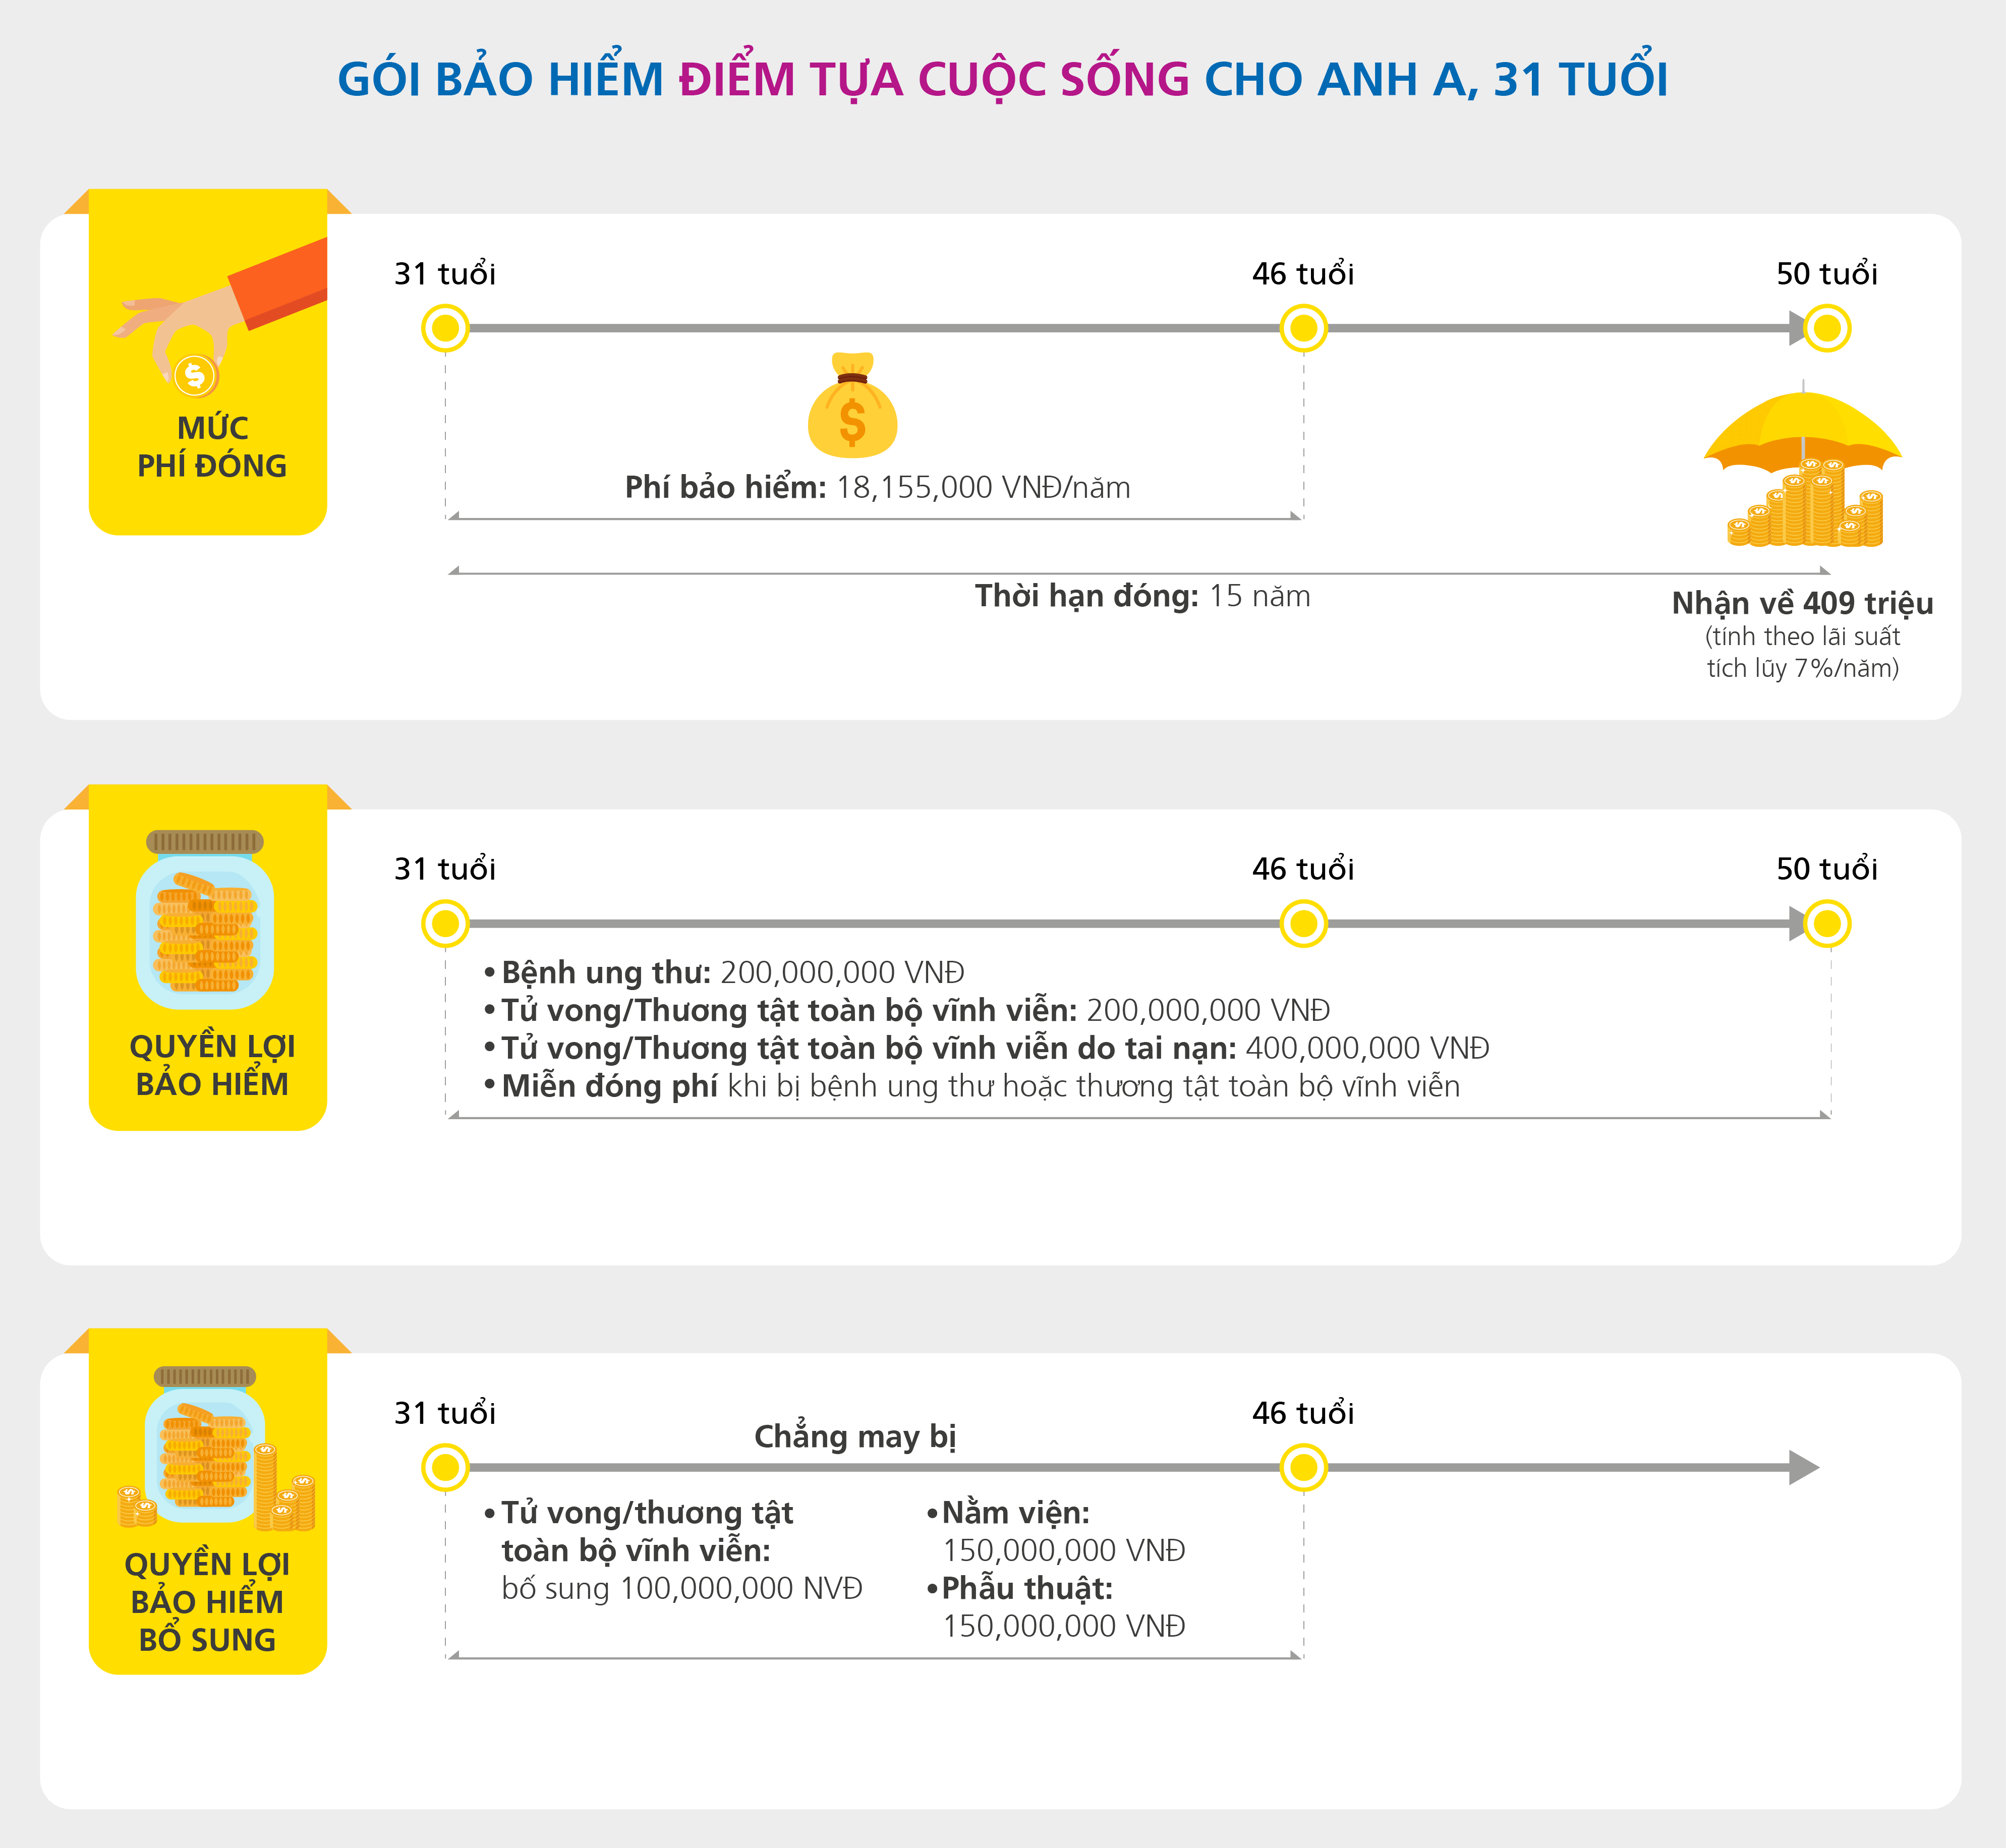 GÓI BẢO HIỂM ĐIỂM TỰA CUỘC SỐNG CHO ANH A, 31 TUỔI
MỨC
PHÍ ĐÓNG
31 tuổi
46 tuổi
50 tuổi
$
$
Phí bảo hiểm: 18,155,000 VNĐ/năm
Thời hạn đóng: 15 năm
Nhận về 409 triệu
(tính theo lãi suất
tích lũy 7%/năm)
QUYỀN LỢI
BẢO HIỂM
31 tuổi
46 tuổi
50 tuổi
• Bệnh ung thư: 200,000,000 VNĐ
• Tử vong/Thương tật toàn bộ vĩnh viễn: 200,000,000 VNĐ
• Tử vong/Thương tật toàn bộ vĩnh viễn do tai nạn: 400,000,000 VNĐ
• Miễn đóng phí khi bị bệnh ung thư hoặc thương tật toàn bộ vĩnh viễn
QUYỀN LỢI
BẢO HIỂM
BỔ SUNG
31 tuổi
Chẳng may bị
46 tuổi
• Tử vong/thương tật
toàn bộ vĩnh viễn:
bố sung 100,000,000 NVĐ
• Nằm viện:
150,000,000 VNĐ
• Phẫu thuật:
150,000,000 VNĐ